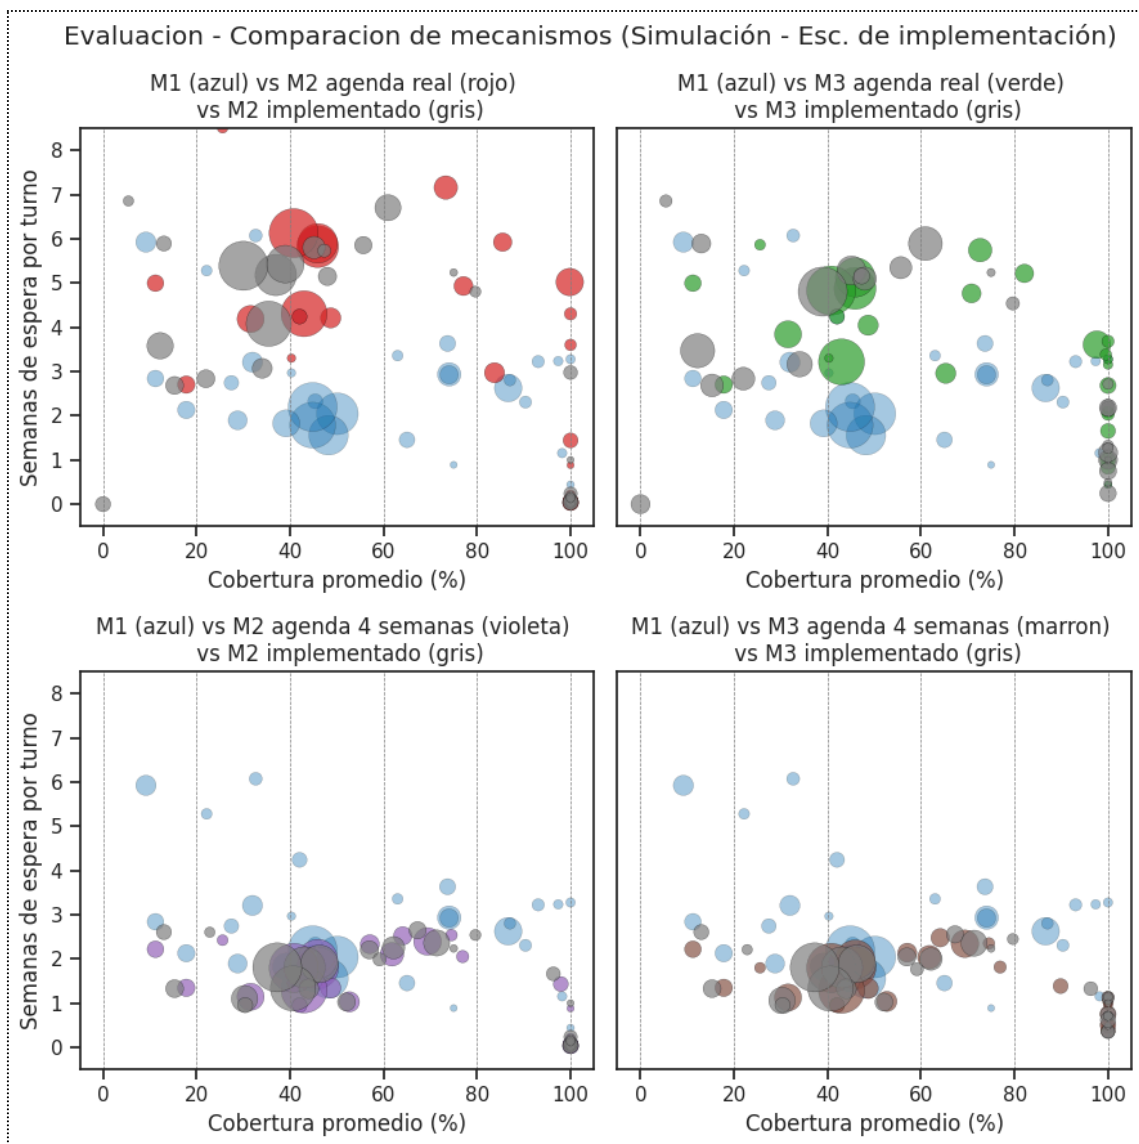 Evaluacion - Comparacion de mecanismos (Simulación - Esc. de implementación)
M1 (azul) vs M2 agenda real (rojo)
vs M2 implementado (gris)
M1 (azul) vs M3 agenda real (verde)
vs M3 implementado (gris)
Semanas de espera por turno
8
7
6
5
4
3
2
1
0
0 20 40 60 80 100
Cobertura promedio (%)
0 20 40 60 80 100
Cobertura promedio (%)
M1 (azul) vs M2 agenda 4 semanas (violeta)
vs M2 implementado (gris)
M1 (azul) vs M3 agenda 4 semanas (marron)
vs M3 implementado (gris)
Semanas de espera por turno
8
7
6
5
4
3
2
1
0
0 20 40 60 80 100
Cobertura promedio (%)
0 20 40 60 80 100
Cobertura promedio (%)